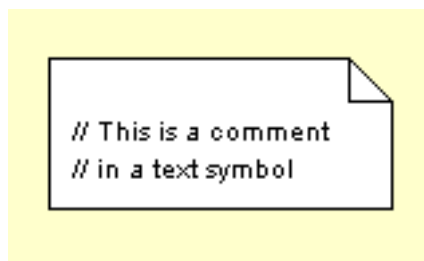 // This is a comment
// in a text symbol